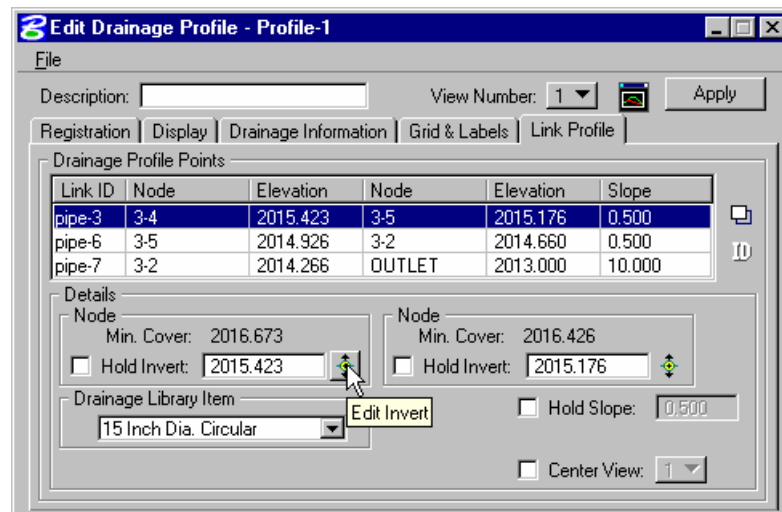 Edit Drainage Profile - Profile-1
File
Description: View Number: 1 Apply
Registration Display Drainage Information Grid & Labels Link Profile
Drainage Profile Points
Link ID Node Elevation Node Elevation Slope
pipe-3 3-4 2015.423 3-5 2015.176 0.500
pipe-6 3-5 2014.926 3-2 2014.660 0.500
pipe-7 3-2 2014.266 OUTLET 2013.000 10.000
ID
Details
Node Node
Min. Cover: 2016.673 Min. Cover: 2016.426
Hold Invert: 2015.423 Hold Invert: 2015.176
Drainage Library Item Edit Invert Hold Slope: 0.500
15 Inch Dia. Circular
Center View: 1